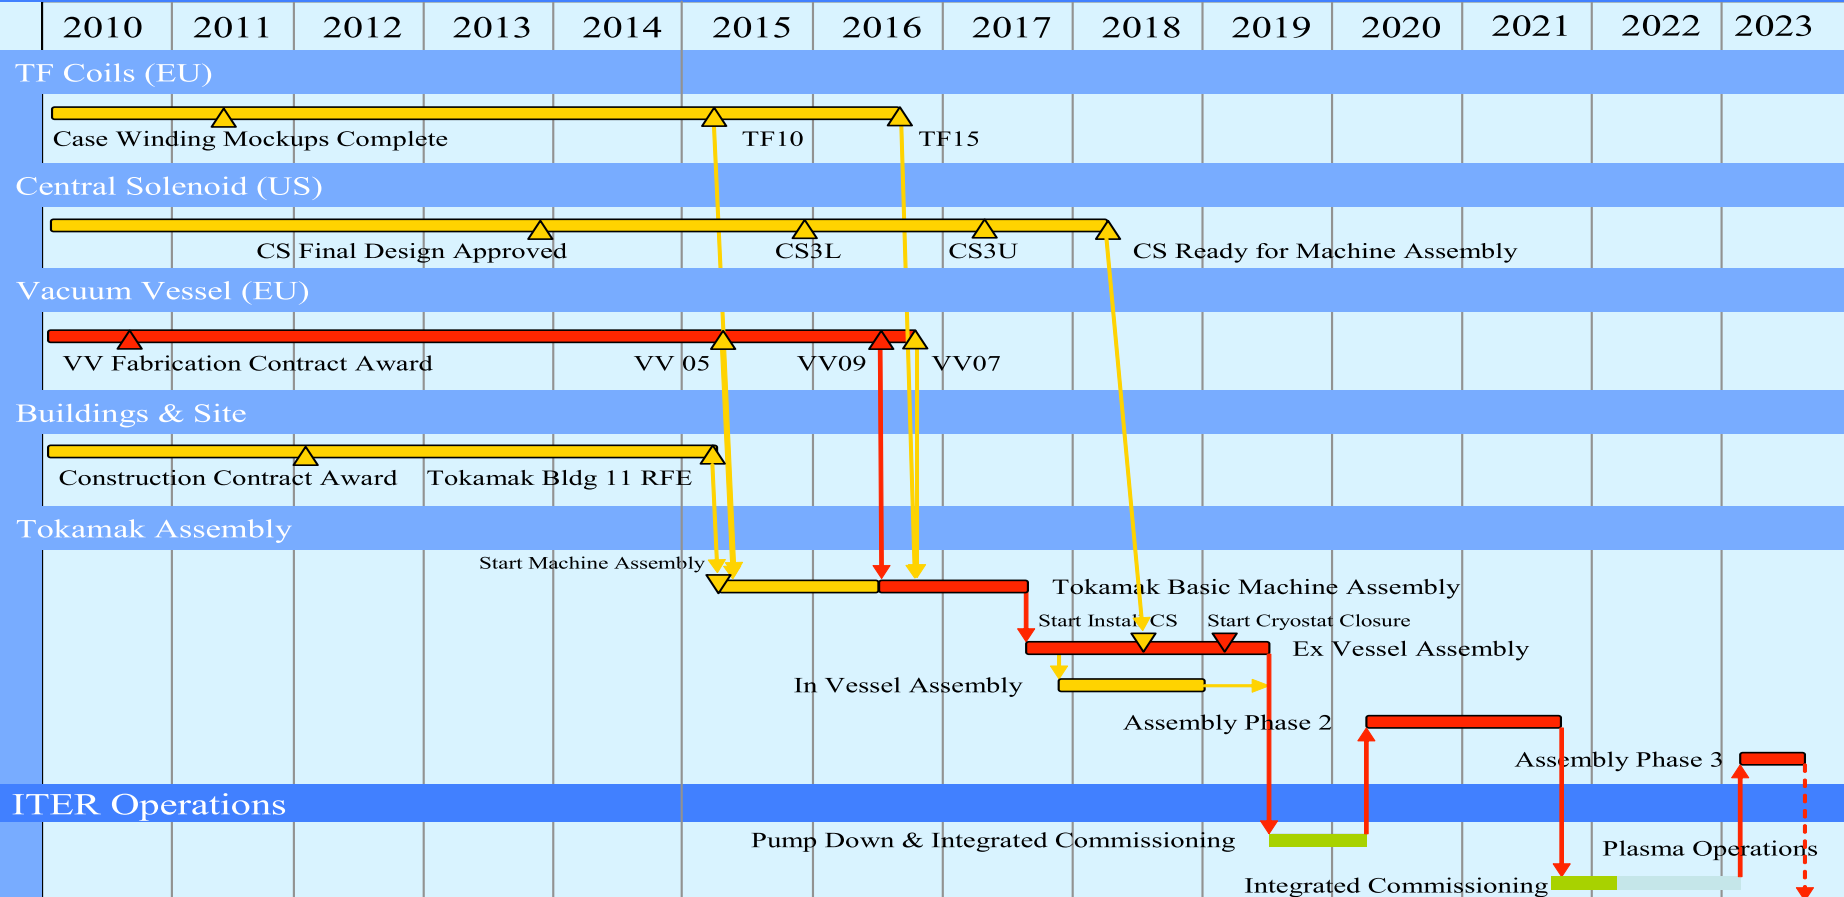 2010 2011 2012 2013 2014 2015 2016 2017 2018 2019 2020 2021 2022 2023
TF Coils (EU)
Case Winding Mockups Complete TF10 TF15
Central Solenoid (US)
CS Final Design Approved CS3L CS3U CS Ready for Machine Assembly
Vacuum Vessel (EU)
VV Fabrication Contract Award VV 05 VV09 VV07
Buildings & Site
Construction Contract Award Tokamak Bldg 11 RFE
Tokamak Assembly
Start Machine Assembly
Tokamak Basic Machine Assembly
Start Install CS Start Cryostat Closure
Ex Vessel Assembly
In Vessel Assembly
Assembly Phase 2
Assembly Phase 3
ITER Operations
Pump Down & Integrated Commissioning
Plasma Operations
Integrated Commissioning